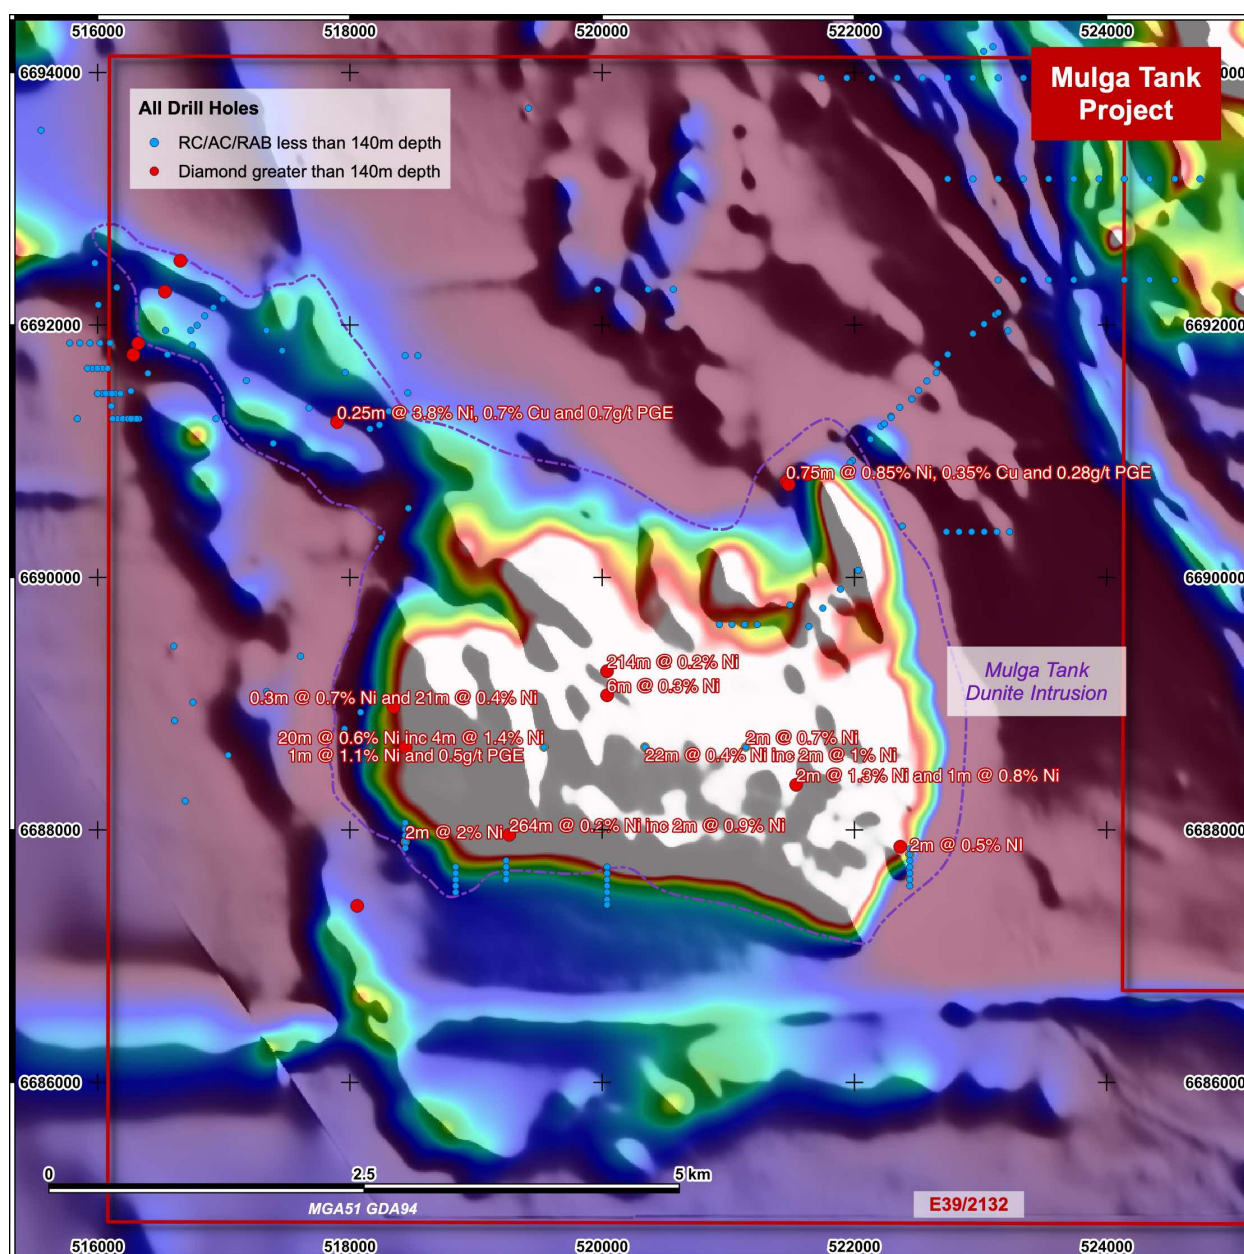 516000
518000
520000
522000
524000
6694000
Mulga Tank
Project
All Drill Holes
RC/AC/RAB less than 140m depth
Diamond greater than 140m depth
6692000
6692000
0.25m @ 3.8% Ni, 0.7% Cu and 0.7g/t PGE
0.75m @ 0.85% Ni, 0.35% Cu and 0.28g/t PGE
6690000
6690000
214m @ 0.2% Ni
6m @ 0.3% Ni
Mulga Tank
Dunite Intrusion
0.3m @ 0.7% Ni and 21m @ 0.4% Ni
20m @ 0.6% Ni inc 4m @ 1.4% Ni
1m @ 1.1% Ni and 0.5g/t PGE
2m @ 0.7% Ni
22m @ 0.4% Ni inc 2m @ 1% Ni
2m @ 1.3% Ni and 1m @ 0.8% Ni
6688000
6688000
2m @ 2% Ni
264m @ 0.2% Ni inc 2m @ 0.9% Ni
2m @ 0.5% NI
6686000
6686000
0
2.5
5 km
MGA51 GDA94
E39/2132
516000
518000
520000
522000
524000